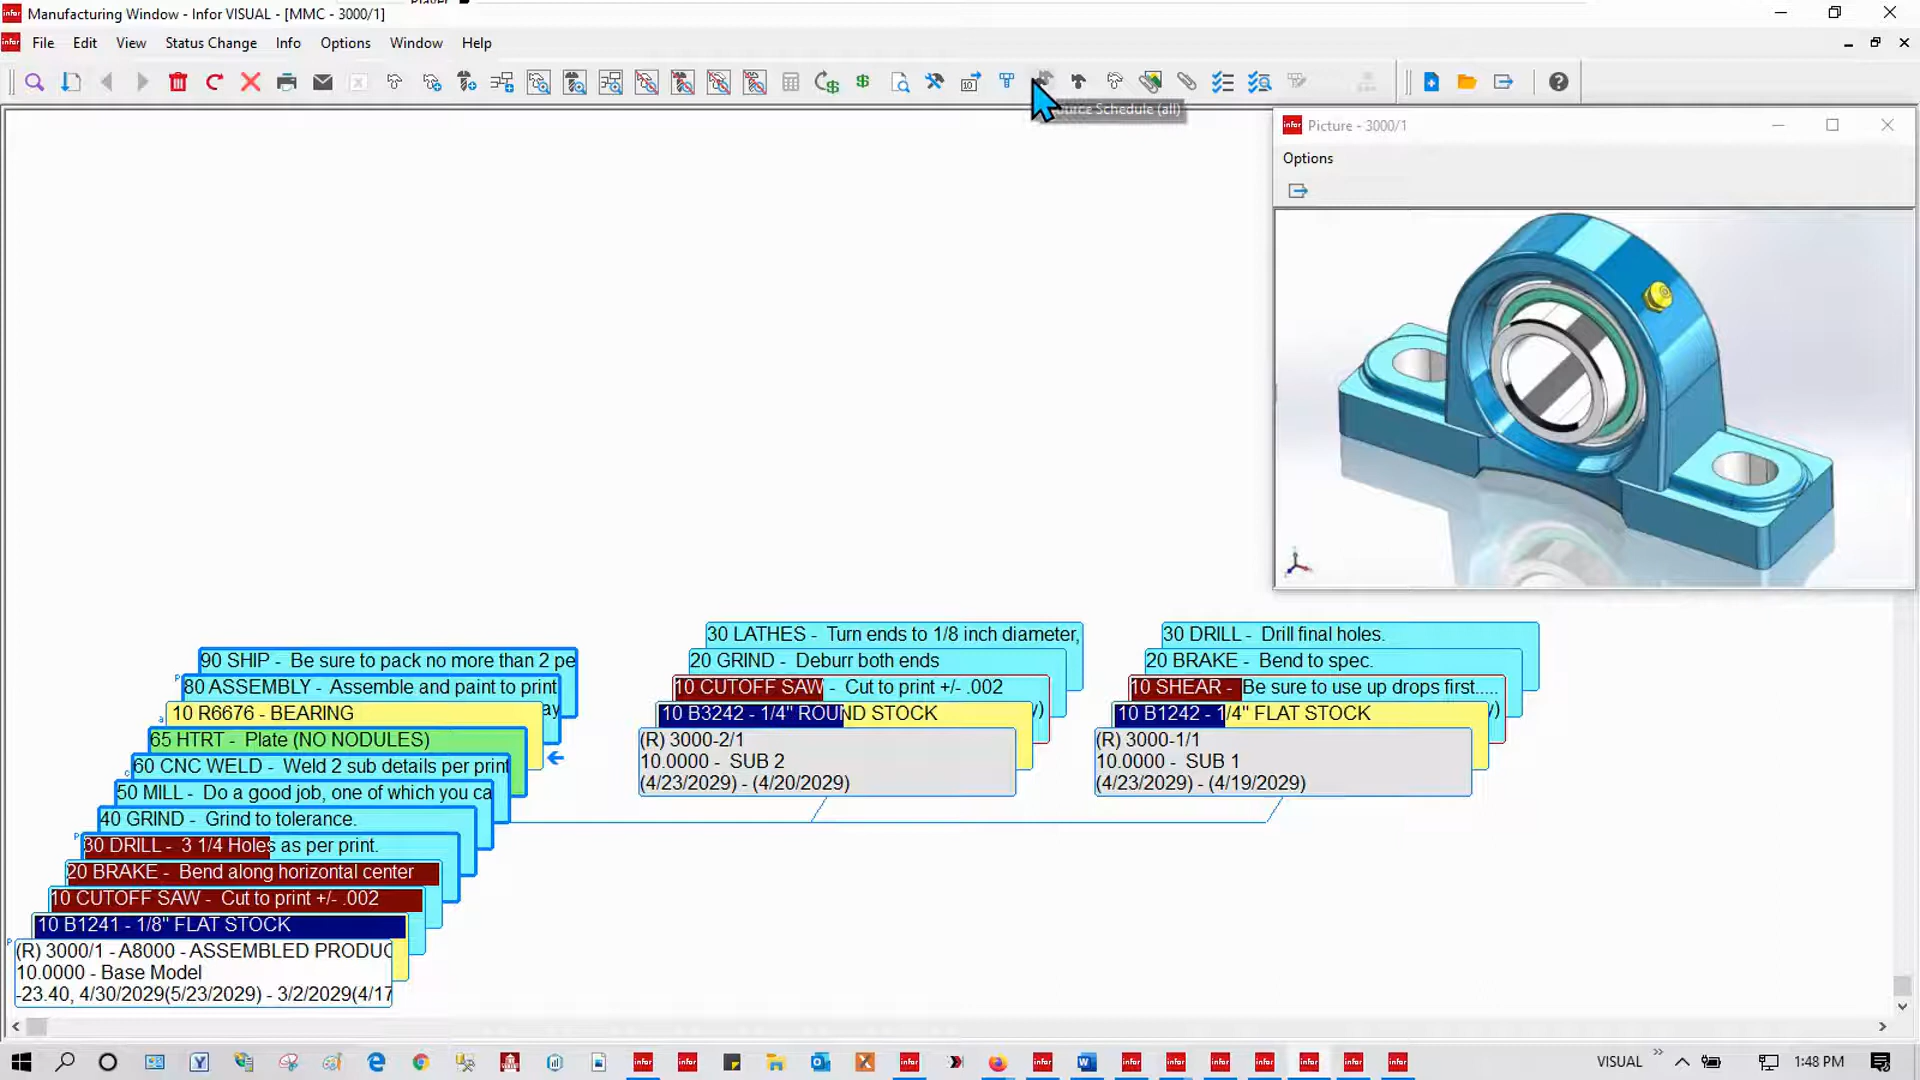 Manufacturing Window - Infor VISUAL - [MMC - 3000/1]
File Edit View Status Change Info Options Window Help
Schedule (all)
Picture - 3000/1
Options
90 SHIP - Be sure to pack no more than 2 pe
80 ASSEMBLY - Assemble and paint to print
10 R6676 - BEARING
65 HTRT - Plate (NO NODULES)
60 CNC WELD - Weld 2 sub details per print
50 MILL - Do a good job, one of which you ca
40 GRIND - Grind to tolerance.
30 DRILL - 3 1/4 Holes as per print.
20 BRAKE - Bend along horizontal center
10 CUTOFF SAW - Cut to print +/- .002
10 B1241 - 1/8" FLAT STOCK
(R) 3000/1 - A8000 - ASSEMBLED PRODUC
10.0000 - Base Model
-23.40, 4/30/2029(5/23/2029) - 3/2/2029(4/17
30 LATHES - Turn ends to 1/8 inch diameter,
20 GRIND - Deburr both ends
10 CUTOFF SAW - Cut to print +/- .002
10 B3242 - 1/4" ROUND STOCK
(R) 3000-2/1
10.0000 - SUB 2
(4/23/2029) - (4/20/2029)
30 DRILL - Drill final holes.
20 BRAKE - Bend to spec.
10 SHEAR - Be sure to use up drops first.....
10 B1242 - 1/4" FLAT STOCK
(R) 3000-1/1
10.0000 - SUB 1
(4/23/2029) - (4/19/2029)
VISUAL
1:48 PM